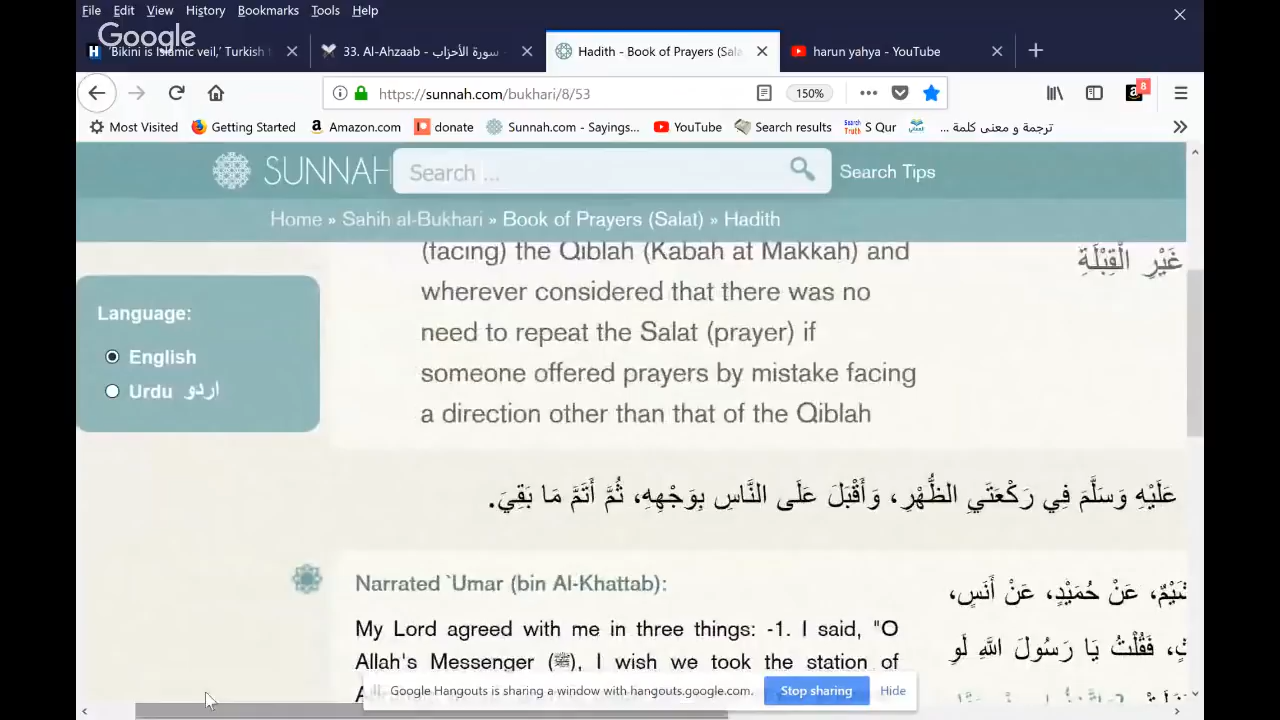 File Edit View History Bookmarks Tools Help
Google
'Bikini is Islamic veil,' Turkish
33. Al-Ahzaab - سورة الأحزاب -
Hadith - Book of Prayers (Sala
harun yahya - YouTube
https://sunnah.com/bukhari/8/53
150%
8
Most Visited Getting Started Amazon.com donate Sunnah.com - Sayings... YouTube Search results S Qur ترجمة و معنى كلمة ...
SUNNAH Search ... Search Tips
Home » Sahih al-Bukhari » Book of Prayers (Salat) » Hadith
(facing) the Qiblah (Kabah at Makkah) and
غَيْرِ الْقِبْلَةِ
wherever considered that there was no
need to repeat the Salat (prayer) if
someone offered prayers by mistake facing
a direction other than that of the Qiblah
Language:
English
Urdu اردو
عَلَيْهِ وَسَلَّمَ فِي رَكْعَتَيِ الظُّهْرِ، وَأَقْبَلَ عَلَى النَّاسِ بِوَجْهِهِ، ثُمَّ أَتَمَّ مَا بَقِيَ.
Narrated `Umar (bin Al-Khattab):
My Lord agreed with me in three things: -1. I said, "O
Allah's Messenger (ﷺ), I wish we took the station of
عَنْ حُمَيْدٍ، عَنْ أَنَسٍ،
فَقُلْتُ يَا رَسُولَ اللَّهِ لَوِ
Google Hangouts is sharing a window with hangouts.google.com. Stop sharing Hide